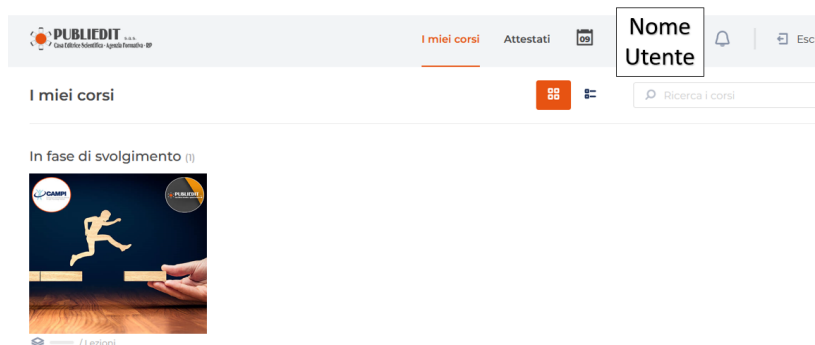 PUBLIEDIT s.a.s.
Casa Editrice Scientifica - Agenzia Formativa - BP
I miei corsi
Attestati
09
Nome
Utente
Esc
I miei corsi
Ricerca i corsi
In fase di svolgimento (1)
CAMPI
PUBLIEDIT
/ Lezioni